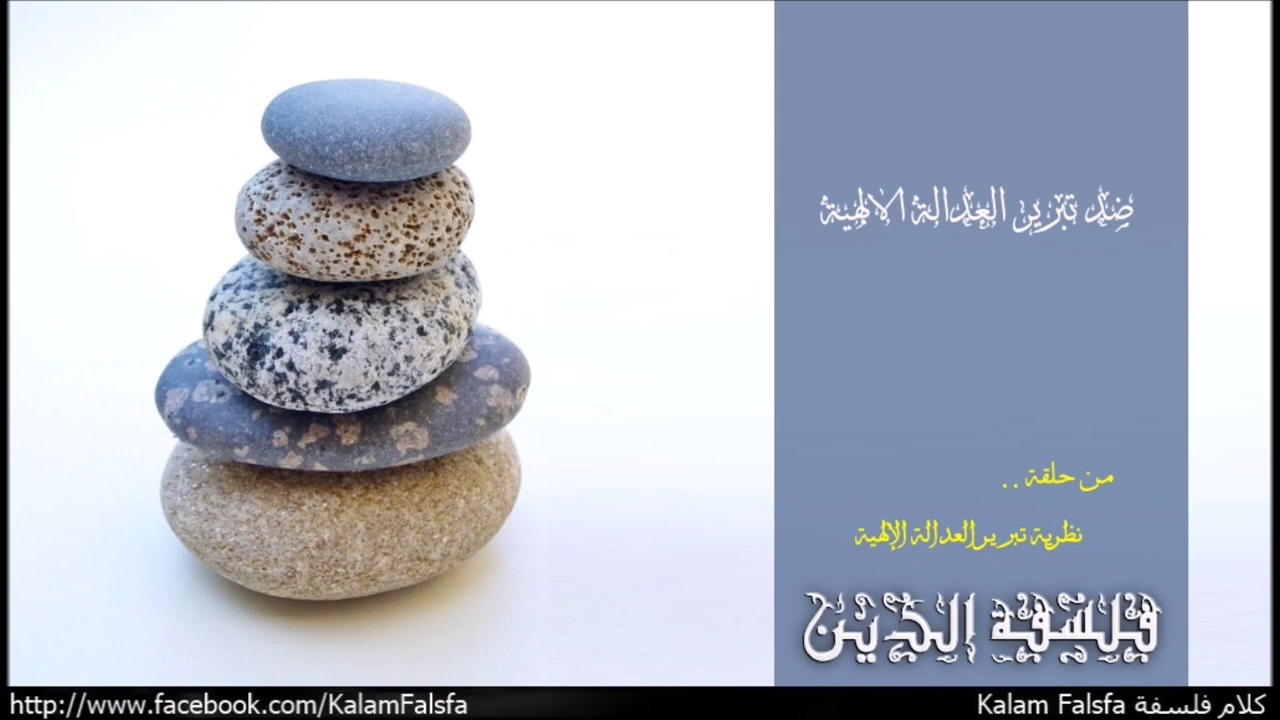 ضد تبرير العدالة الالهية
من حلقة ..
نظرية تبرير العدالة الإلهية
فلسفة الدين
http://www.facebook.com/KalamFalsfa
Kalam Falsfa كلام فلسفة